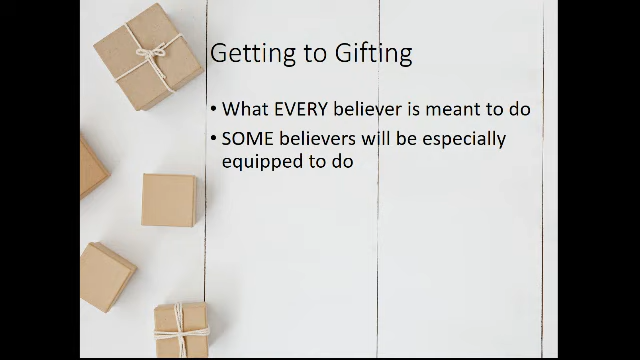 Getting to Gifting
• What EVERY believer is meant to do
• SOME believers will be especially
equipped to do